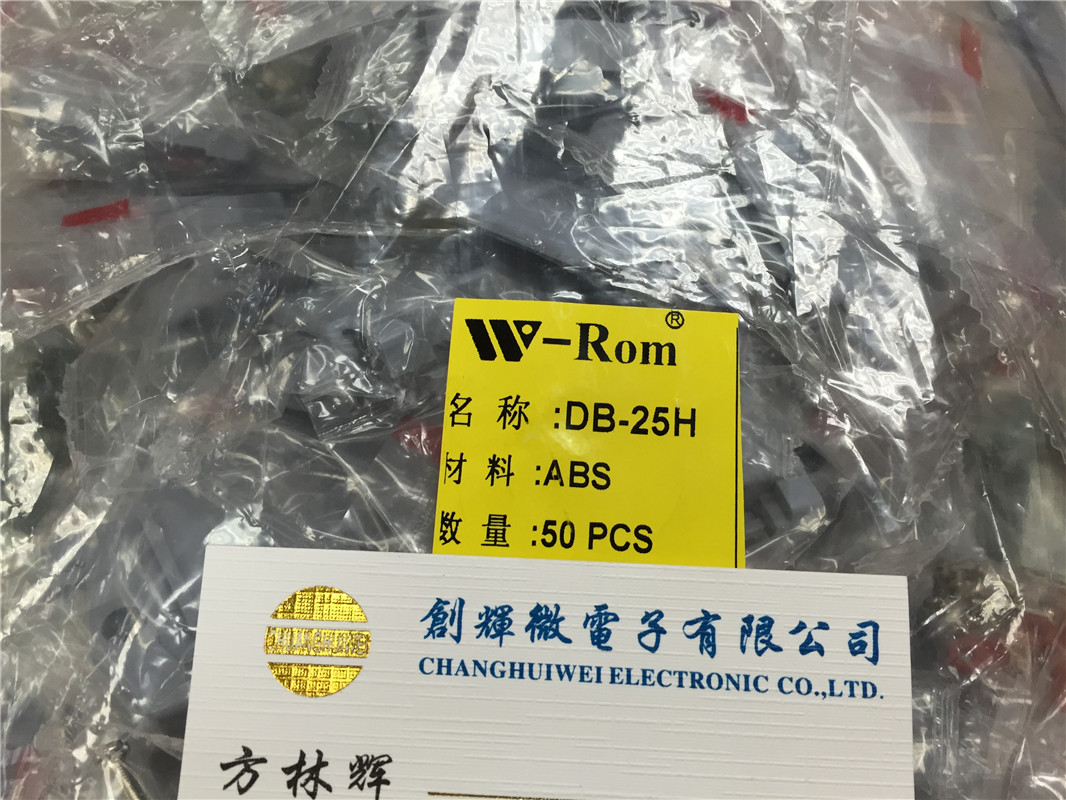 W-Rom®
名称:DB-25H
材料:ABS
数量:50 PCS
創輝微電子有限公司
CHANGHUIWEI ELECTRONIC CO.,LTD.
方林辉